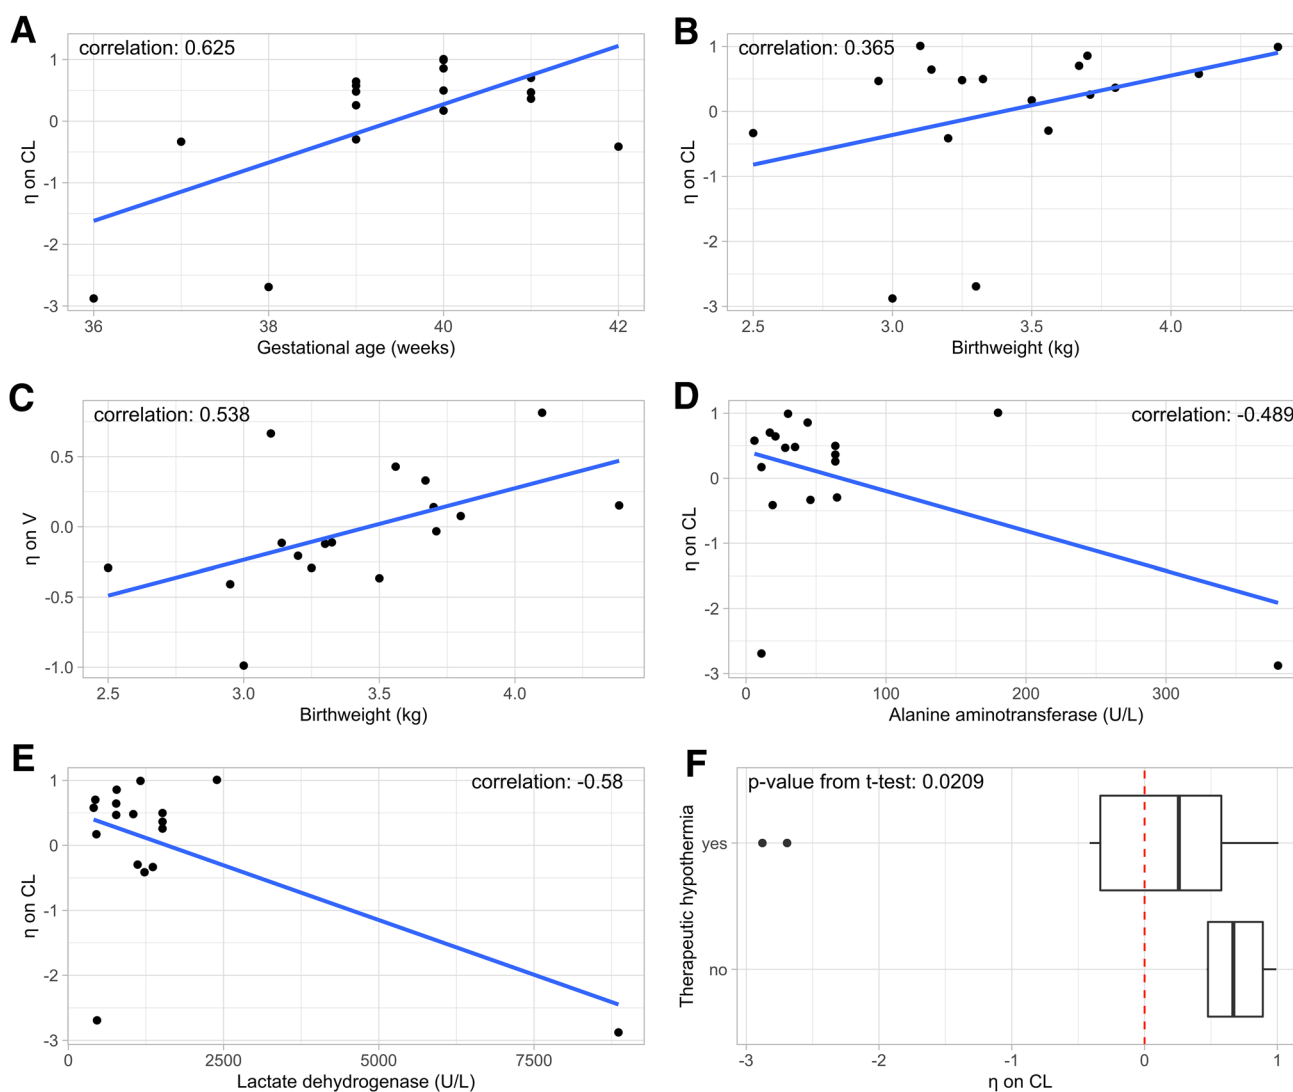 A
correlation: 0.625
η on CL
1
0
-1
-2
-3
36
38
40
42
Gestational age (weeks)
B
correlation: 0.365
η on CL
1
0
-1
-2
-3
2.5
3.0
3.5
4.0
Birthweight (kg)
C
correlation: 0.538
η on V
0.5
0.0
-0.5
-1.0
2.5
3.0
3.5
4.0
Birthweight (kg)
D
correlation: -0.489
η on CL
1
0
-1
-2
-3
0
100
200
300
Alanine aminotransferase (U/L)
E
correlation: -0.58
η on CL
1
0
-1
-2
-3
0
2500
5000
7500
Lactate dehydrogenase (U/L)
F
p-value from t-test: 0.0209
Therapeutic hypothermia
yes
no
-3
-2
-1
0
1
η on CL